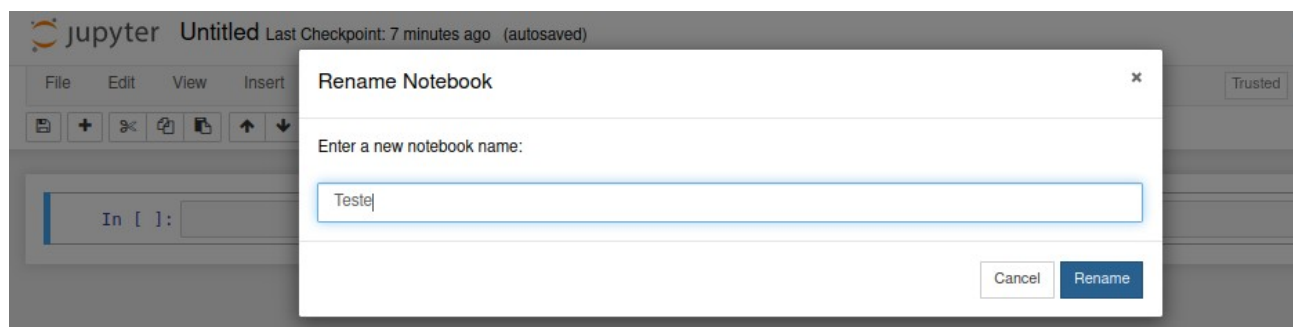 jupyter Untitled Last Checkpoint: 7 minutes ago (autosaved)
File Edit View Insert
Trusted
Rename Notebook ×
Enter a new notebook name:
Teste
In [ ]:
Cancel Rename